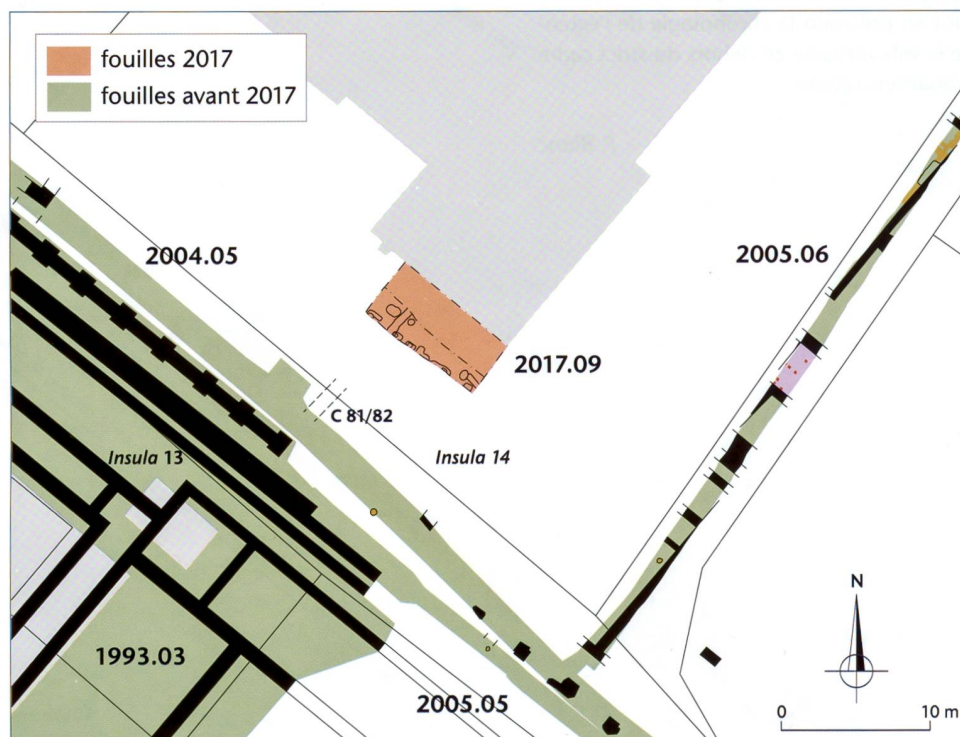 fouilles 2017
fouilles avant 2017
2004.05
2005.06
2017.09
C 81/82
Insula 13
Insula 14
1993.03
2005.05
N
0 10 m